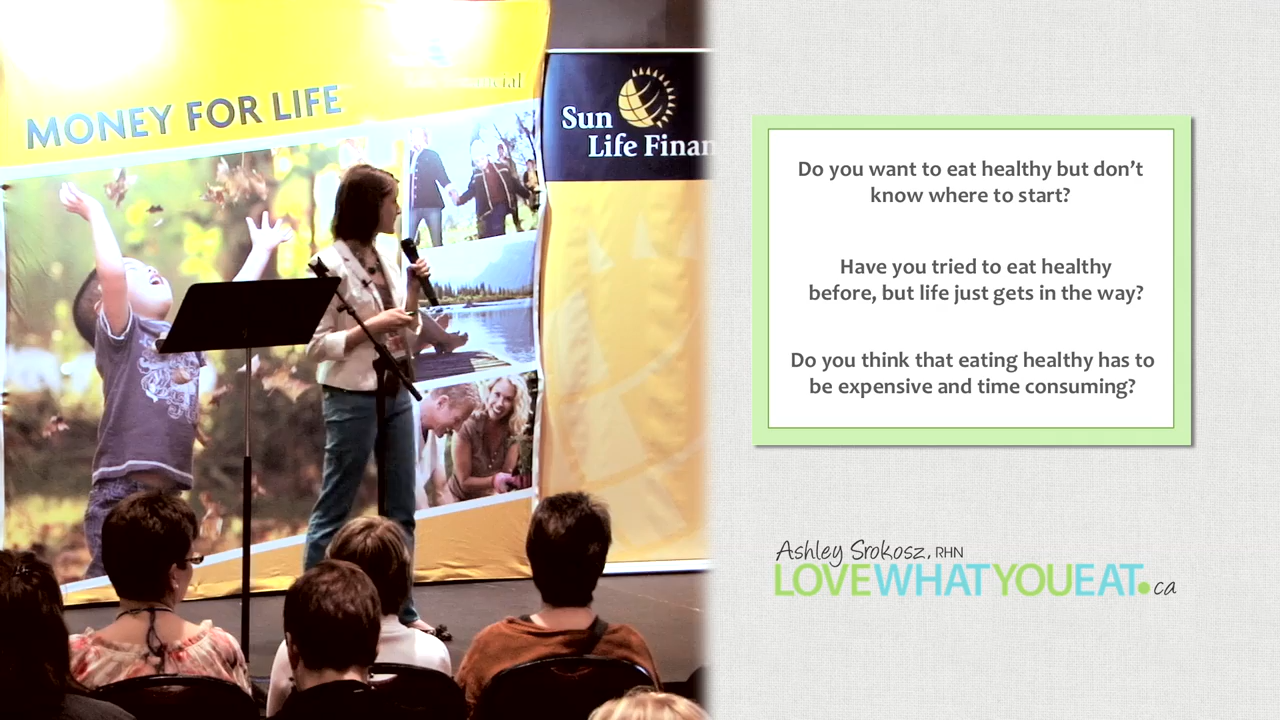 MONEY FOR LIFE
Sun
Life Finan
Do you want to eat healthy but don’t
know where to start?
Have you tried to eat healthy
before, but life just gets in the way?
Do you think that eating healthy has to
be expensive and time consuming?
Ashley Srokosz, RHN
LOVEWHATYOUEAT.ca